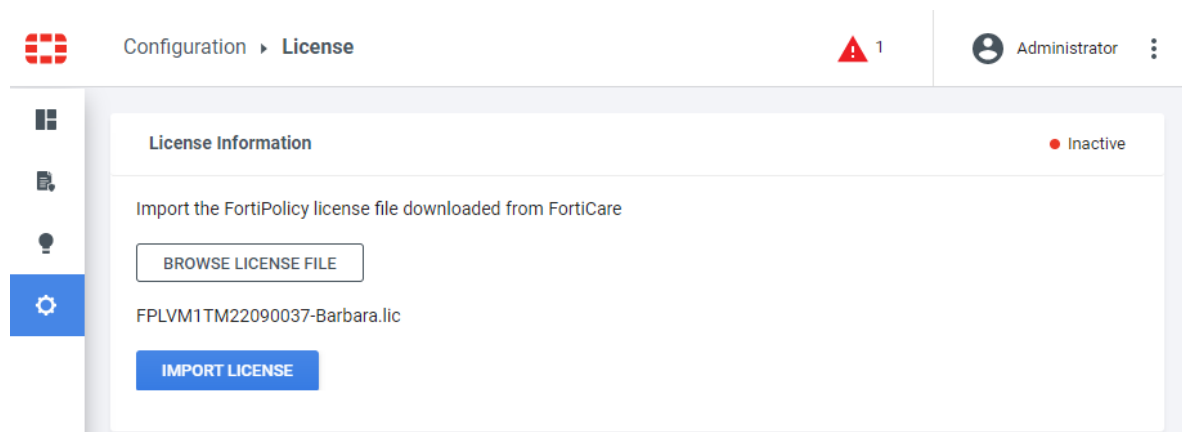 Configuration ▸ License
1
Administrator
License Information
Inactive
Import the FortiPolicy license file downloaded from FortiCare
BROWSE LICENSE FILE
FPLVM1TM22090037-Barbara.lic
IMPORT LICENSE